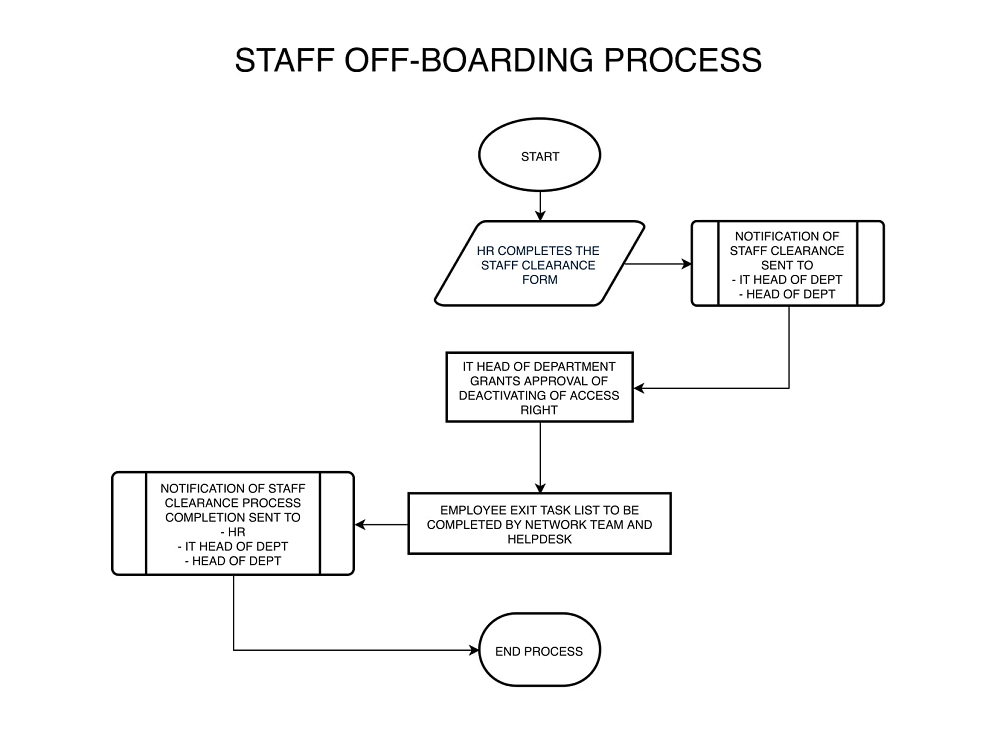 STAFF OFF-BOARDING PROCESS
START
HR COMPLETES THE
STAFF CLEARANCE
FORM
NOTIFICATION OF
STAFF CLEARANCE
SENT TO
- IT HEAD OF DEPT
- HEAD OF DEPT
IT HEAD OF DEPARTMENT
GRANTS APPROVAL OF
DEACTIVATING OF ACCESS
RIGHT
EMPLOYEE EXIT TASK LIST TO BE
COMPLETED BY NETWORK TEAM AND
HELPDESK
NOTIFICATION OF STAFF
CLEARANCE PROCESS
COMPLETION SENT TO
- HR
- IT HEAD OF DEPT
- HEAD OF DEPT
END PROCESS